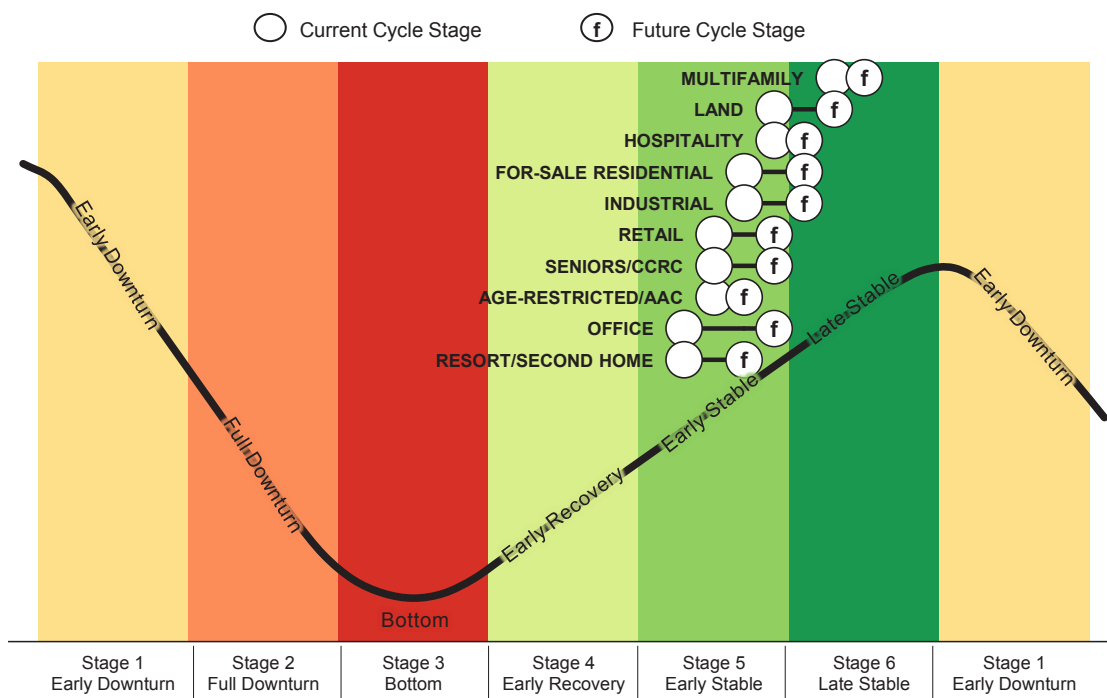 Current Cycle Stage
f Future Cycle Stage
MULTIFAMILY f
LAND f
HOSPITALITY f
FOR-SALE RESIDENTIAL f
INDUSTRIAL f
RETAIL f
SENIORS/CCRC f
AGE-RESTRICTED/AAC f
OFFICE f
RESORT/SECOND HOME f
Early Downturn
Full Downturn
Bottom
Early Recovery
Early Stable
Late Stable
Early Downturn
Stage 1
Early Downturn
Stage 2
Full Downturn
Stage 3
Bottom
Stage 4
Early Recovery
Stage 5
Early Stable
Stage 6
Late Stable
Stage 1
Early Downturn